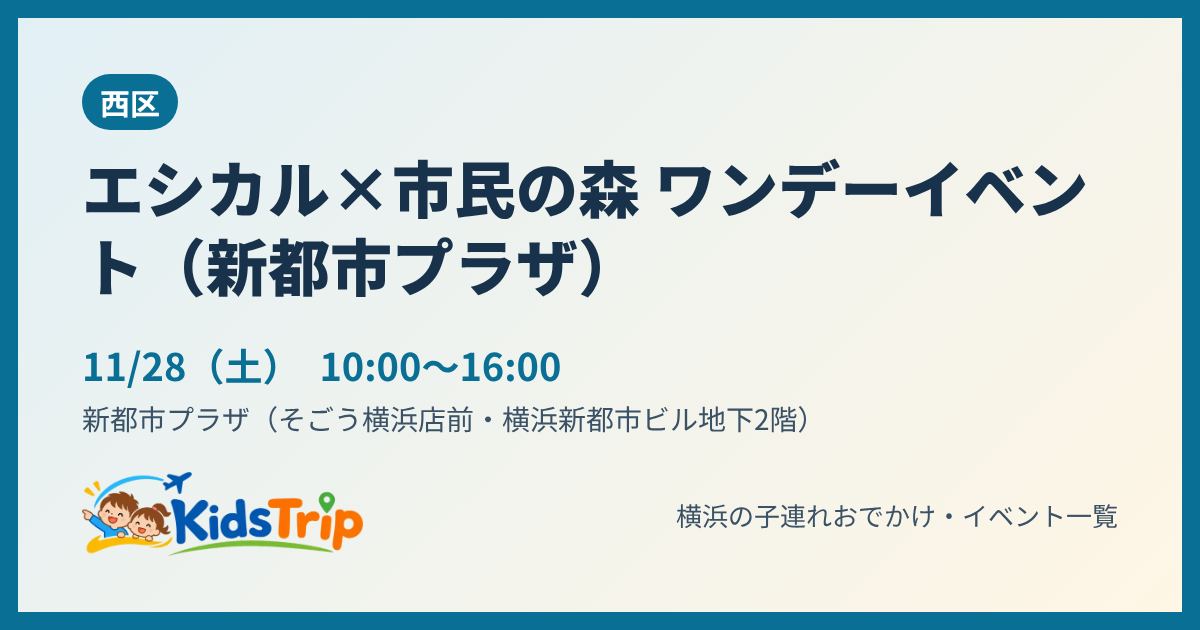 西区
エシカル×市民の森 ワンデーイベン
ト（新都市プラザ）
11/28（土） 10:00〜16:00
新都市プラザ（そごう横浜店前・横浜新都市ビル地下2階）
KidsTrip
横浜の子連れおでかけ・イベント一覧